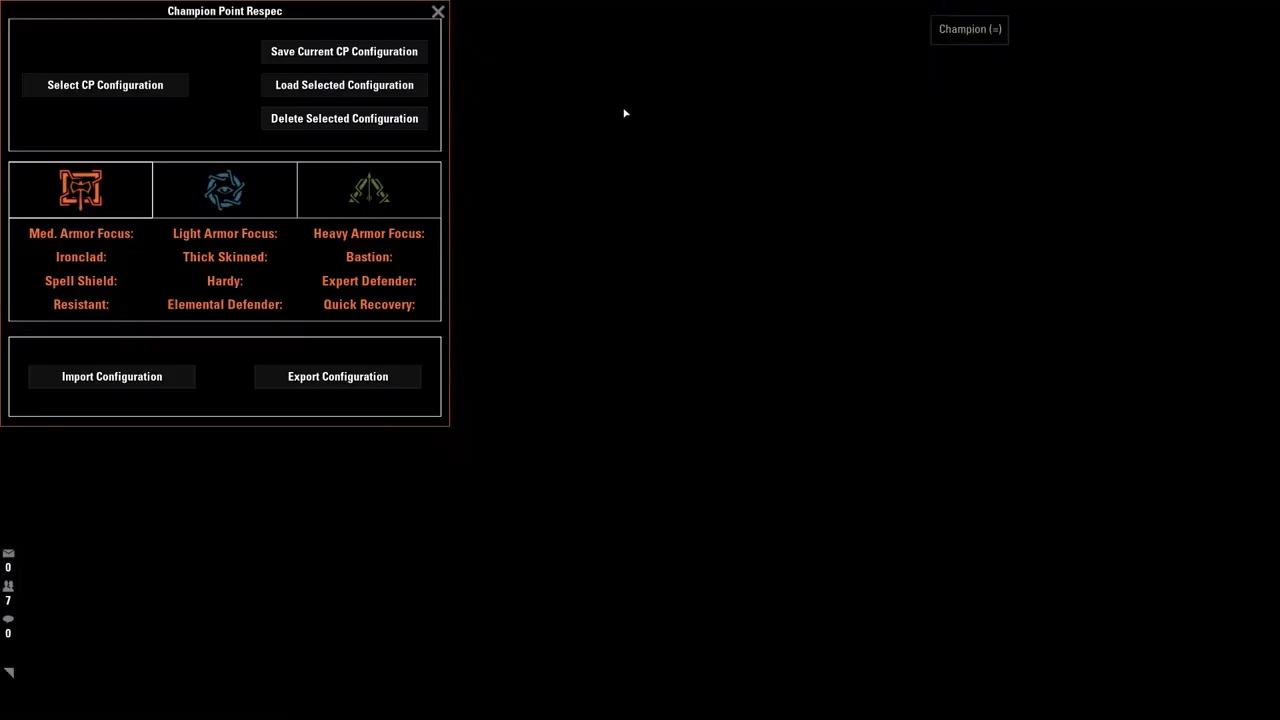 Champion Point Respec
Champion (=)
Save Current CP Configuration
Select CP Configuration
Load Selected Configuration
Delete Selected Configuration
Med. Armor Focus: Light Armor Focus: Heavy Armor Focus:
Ironclad: Thick Skinned: Bastion:
Spell Shield: Hardy: Expert Defender:
Resistant: Elemental Defender: Quick Recovery:
Import Configuration Export Configuration
0
7
0